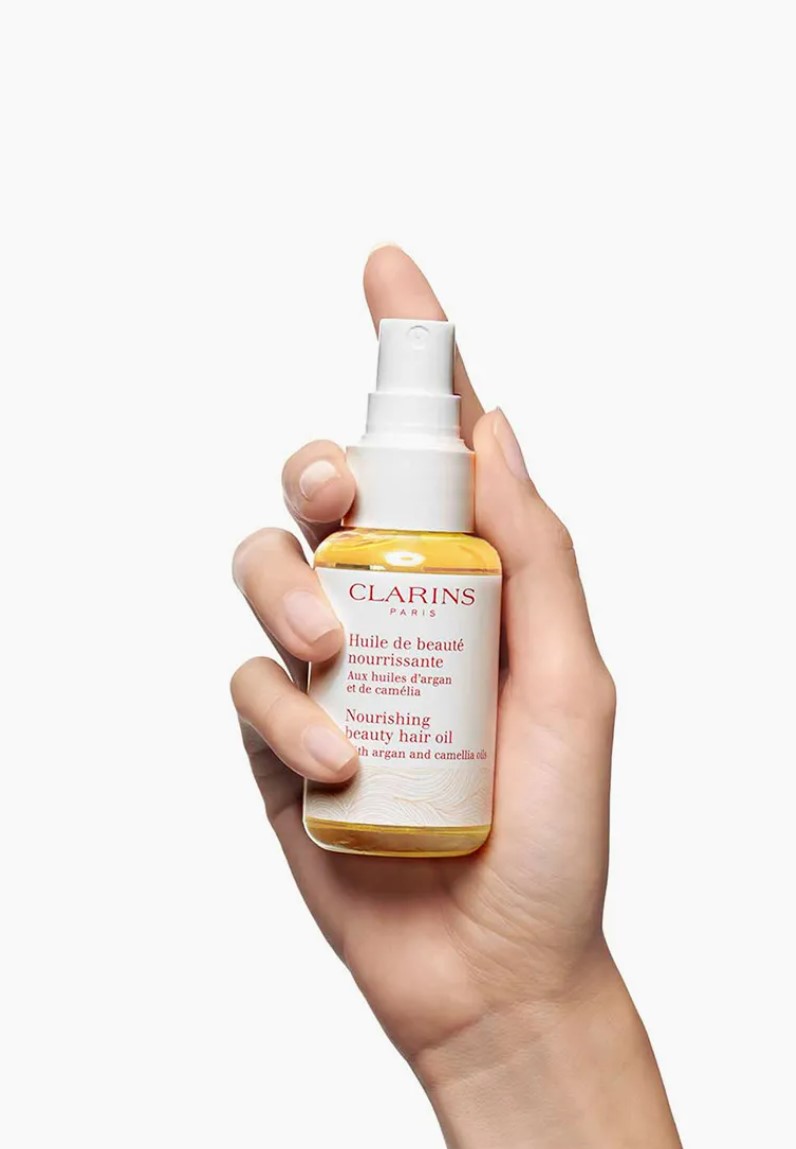 CLARINS
PARIS
Huile de beauté
nourrissante
Aux huiles d'argan
et de camélia
Nourishing
beauty hair oil
argan and camellia oils